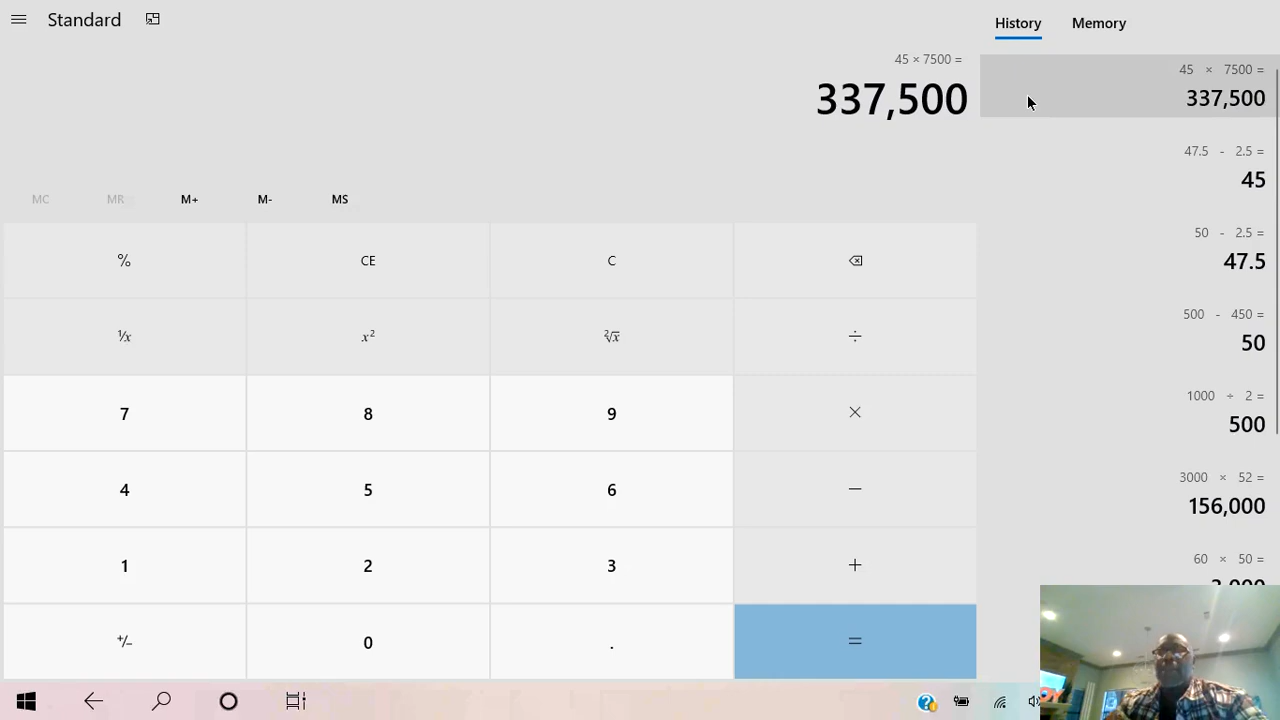 Standard
History Memory
45 × 7500 =
337,500
MC MR M+ M- MS
% CE C
⅟x x² ²√x ÷
7 8 9 ×
4 5 6 −
1 2 3 +
+/− 0 . =
45 × 7500 =
337,500
47.5 - 2.5 =
45
50 - 2.5 =
47.5
500 - 450 =
50
1000 ÷ 2 =
500
3000 × 52 =
156,000
60 × 50 =
3,000